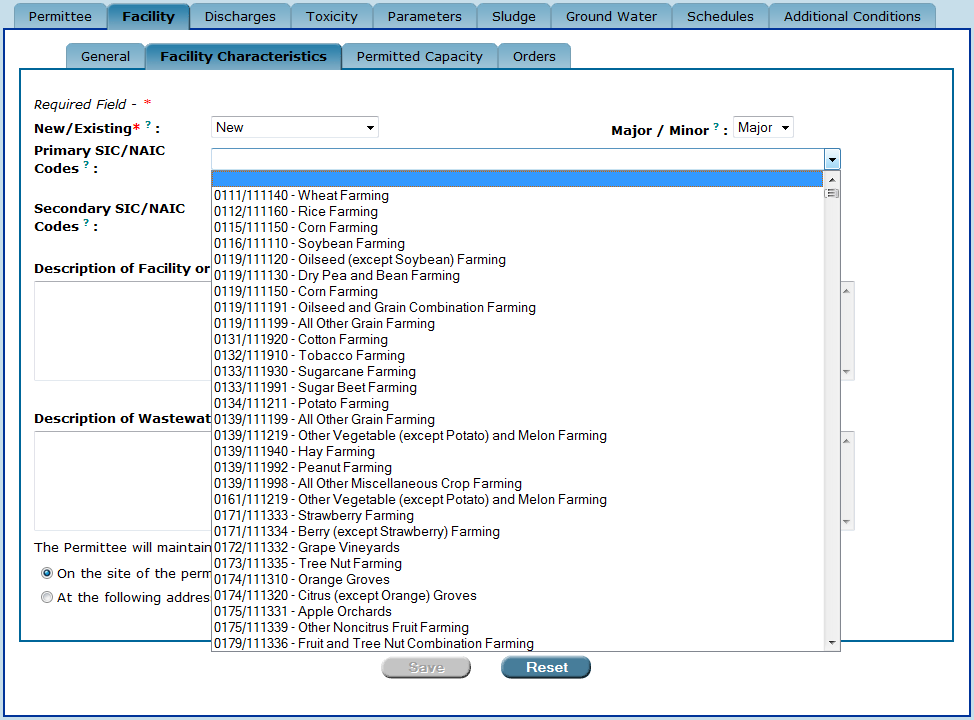 Permittee Facility Discharges Toxicity Parameters Sludge Ground Water Schedules Additional Conditions
General Facility Characteristics Permitted Capacity Orders
Required Field - *
New/Existing* ? : New Major / Minor ? : Major
Primary SIC/NAIC
Codes ? :
Secondary SIC/NAIC
Codes ? :
Description of Facility or
Description of Wastewat
The Permittee will maintain
On the site of the perm
At the following addres
0111/111140 - Wheat Farming
0112/111160 - Rice Farming
0115/111150 - Corn Farming
0116/111110 - Soybean Farming
0119/111120 - Oilseed (except Soybean) Farming
0119/111130 - Dry Pea and Bean Farming
0119/111150 - Corn Farming
0119/111191 - Oilseed and Grain Combination Farming
0119/111199 - All Other Grain Farming
0131/111920 - Cotton Farming
0132/111910 - Tobacco Farming
0133/111930 - Sugarcane Farming
0133/111991 - Sugar Beet Farming
0134/111211 - Potato Farming
0139/111199 - All Other Grain Farming
0139/111219 - Other Vegetable (except Potato) and Melon Farming
0139/111940 - Hay Farming
0139/111992 - Peanut Farming
0139/111998 - All Other Miscellaneous Crop Farming
0161/111219 - Other Vegetable (except Potato) and Melon Farming
0171/111333 - Strawberry Farming
0171/111334 - Berry (except Strawberry) Farming
0172/111332 - Grape Vineyards
0173/111335 - Tree Nut Farming
0174/111310 - Orange Groves
0174/111320 - Citrus (except Orange) Groves
0175/111331 - Apple Orchards
0175/111339 - Other Noncitrus Fruit Farming
0179/111336 - Fruit and Tree Nut Combination Farming
Save Reset